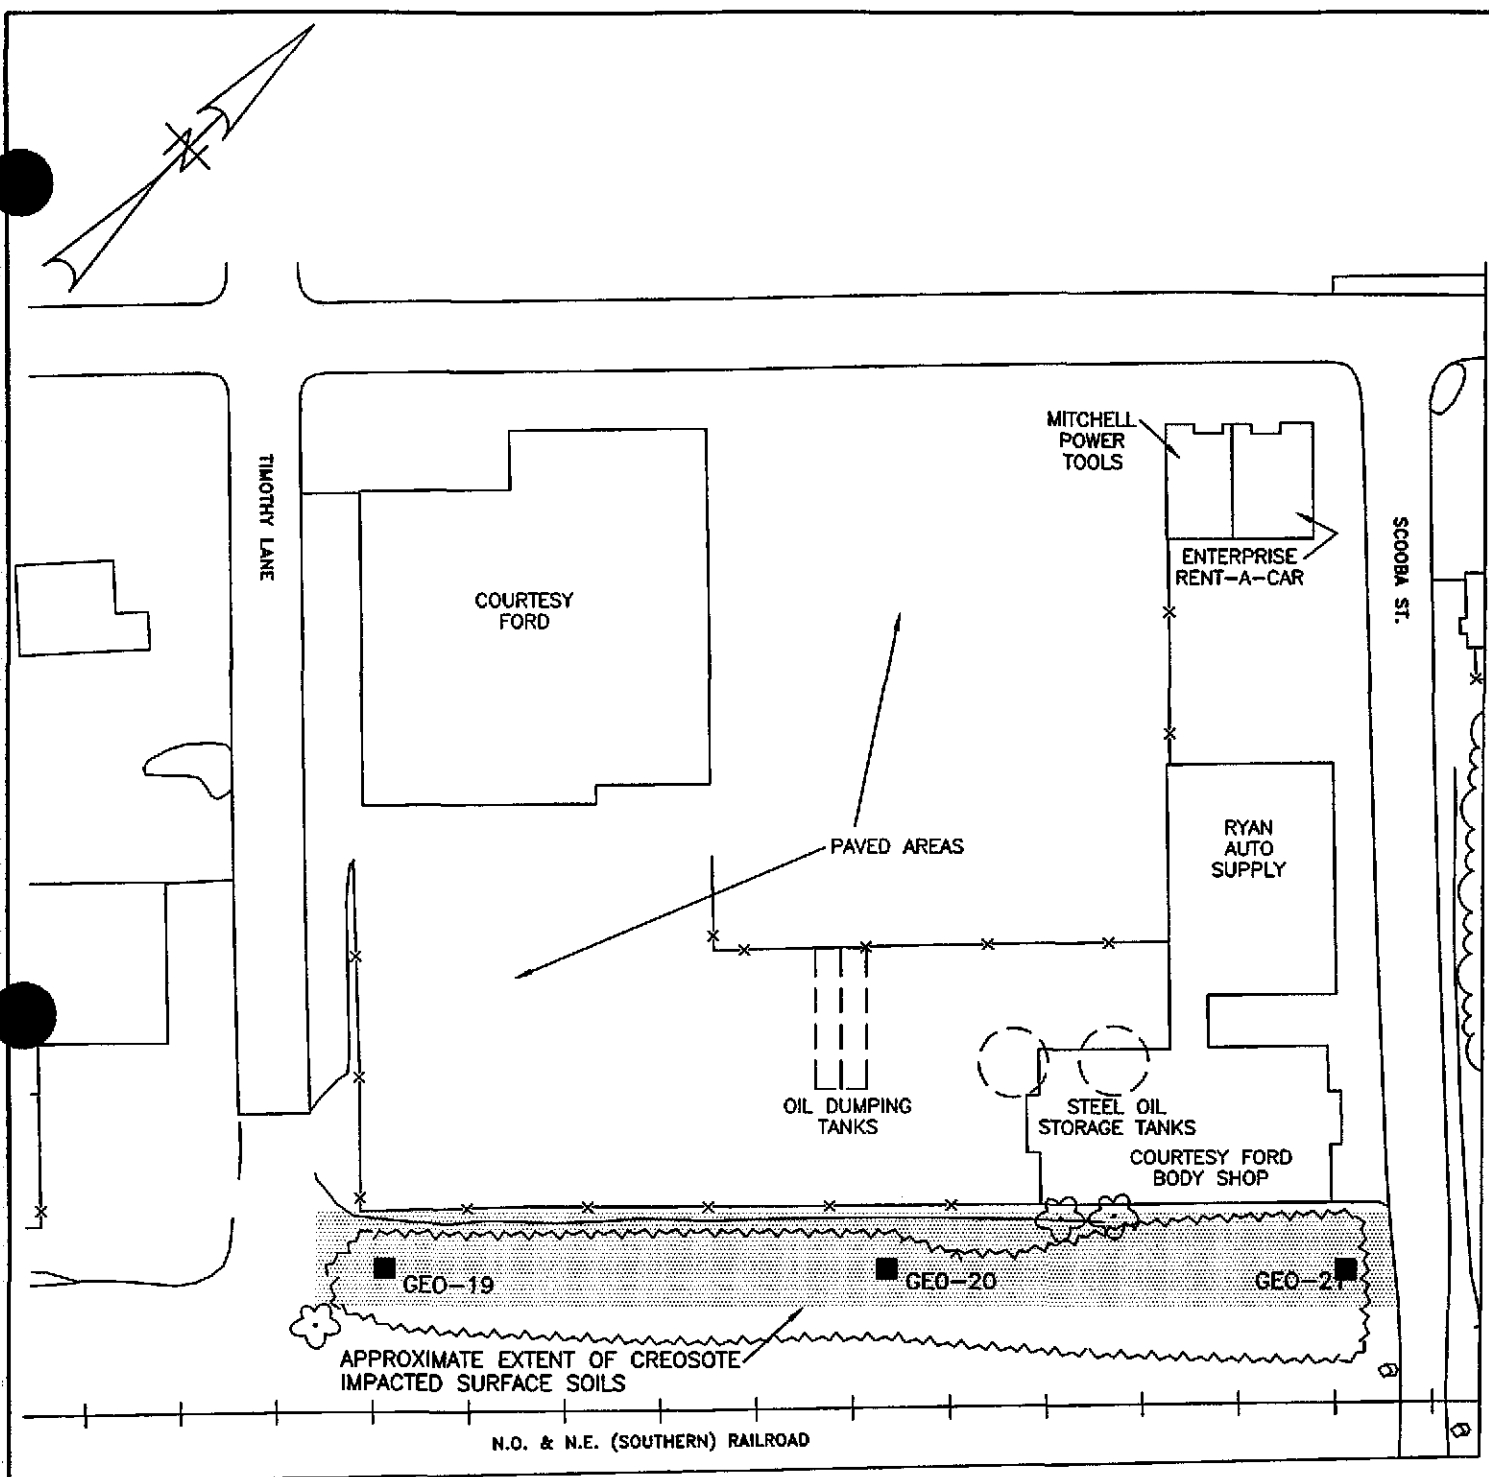 N
MITCHELL
POWER
TOOLS
TIMOTHY LANE
SCOOBA ST.
ENTERPRISE
RENT-A-CAR
COURTESY
FORD
PAVED AREAS
RYAN
AUTO
SUPPLY
OIL DUMPING
TANKS
STEEL OIL
STORAGE TANKS
COURTESY FORD
BODY SHOP
GEO-19
GEO-20
GEO-21
APPROXIMATE EXTENT OF CREOSOTE
IMPACTED SURFACE SOILS
N.O. & N.E. (SOUTHERN) RAILROAD